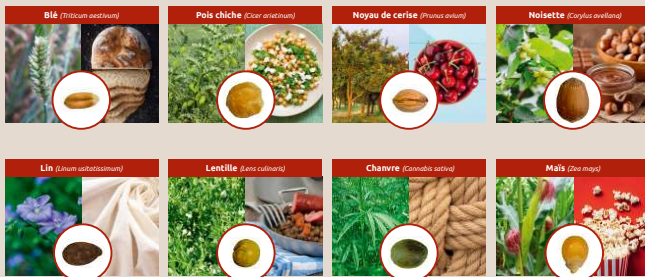 Blé (Triticum aestivum)
Pois chiche (Cicer arietinum)
Noyau de cerise (Prunus avium)
Noisette (Corylus avellana)
Lin (Linum usitatissimum)
Lentille (Lens culinaris)
Chanvre (Cannabis sativa)
Maïs (Zea mays)